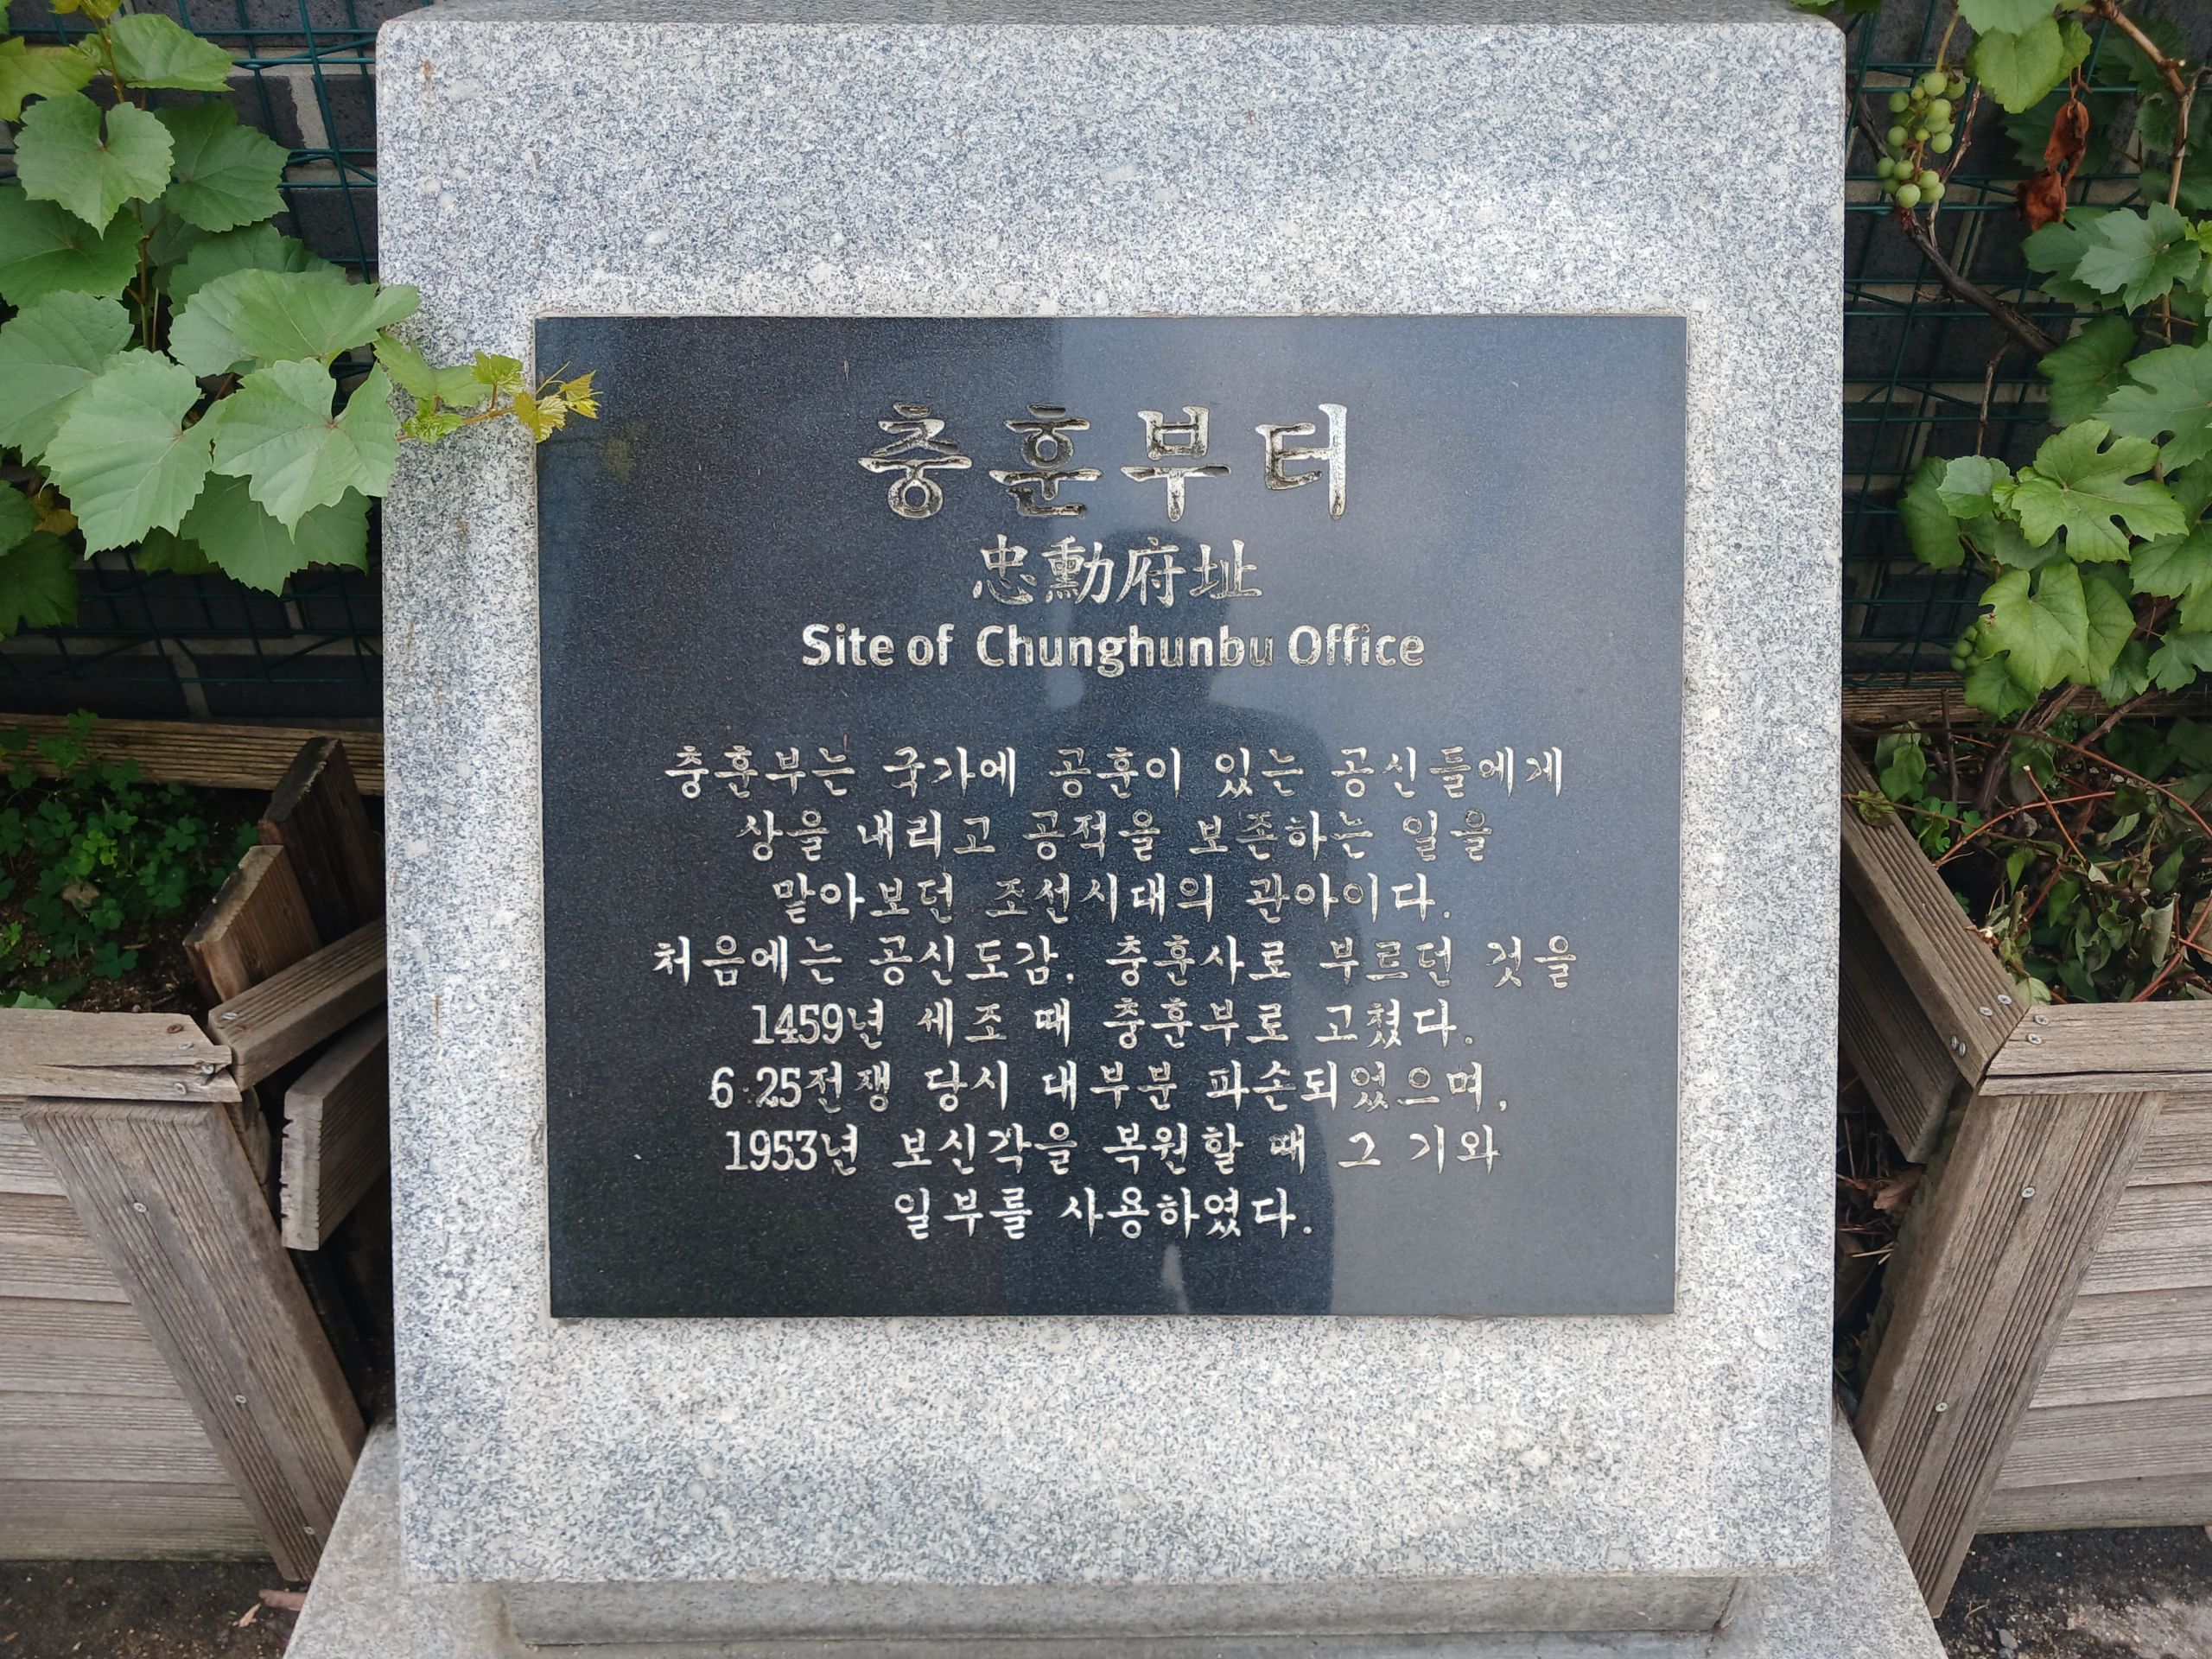 충훈부터
忠勳府址
Site of Chunghunbu Office
충훈부는 국가에 공훈이 있는 공신들에게
상을 내리고 공적을 보존하는 일을
맡아보던 조선시대의 관아이다.
처음에는 공신도감, 충훈사로 부르던 것을
1459년 세조 때 충훈부로 고쳤다.
6·25전쟁 당시 대부분 파손되었으며,
1953년 보신각을 복원할 때 그 기와
일부를 사용하였다.